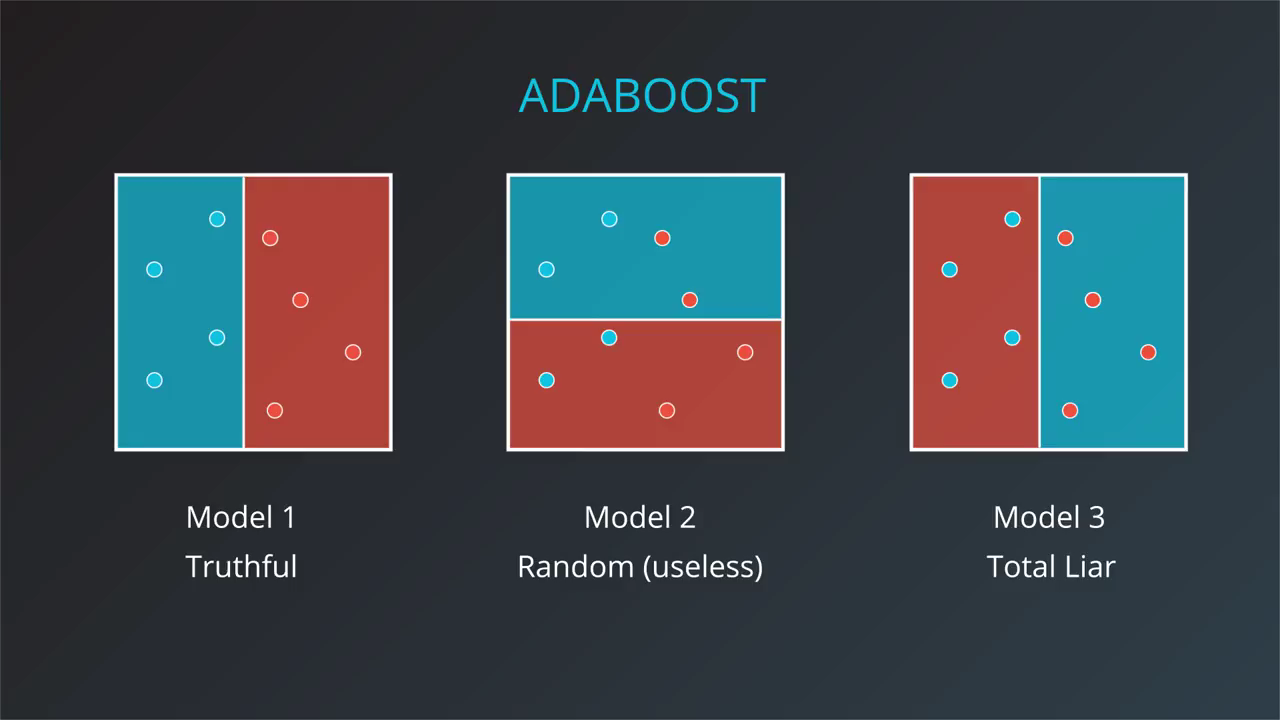 ADABOOST
Model 1
Truthful
Model 2
Random (useless)
Model 3
Total Liar